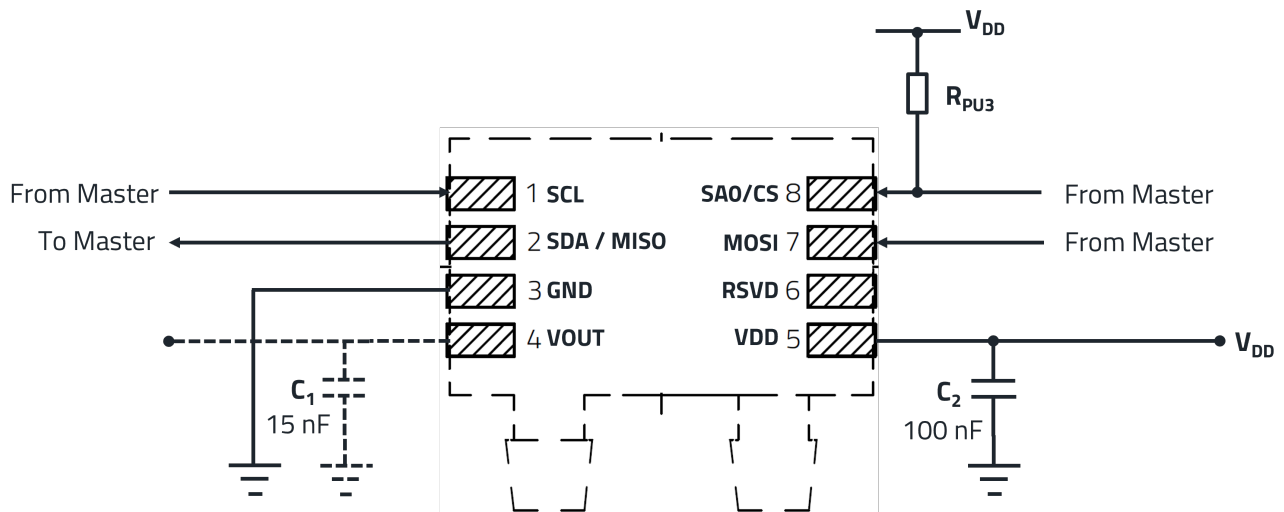 VDD
RPU3
From Master 1 SCL SA0/CS 8 From Master
To Master 2 SDA / MISO MOSI 7 From Master
3 GND RSVD 6
4 VOUT VDD 5 VDD
C1 C2
15 nF 100 nF